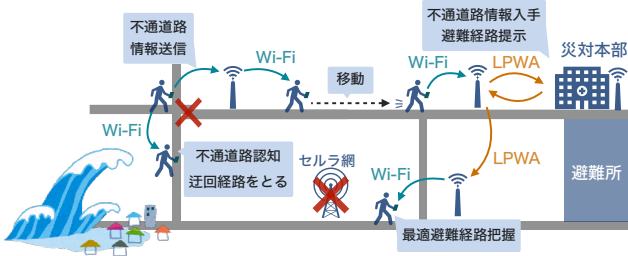 不通道路
情報送信
Wi-Fi
移動
Wi-Fi
不通道路情報入手
避難経路提示
LPWA
災対本部
Wi-Fi
不通道路認知
迂回経路をとる
セルラ網
Wi-Fi
LPWA
避難所
最適避難経路把握